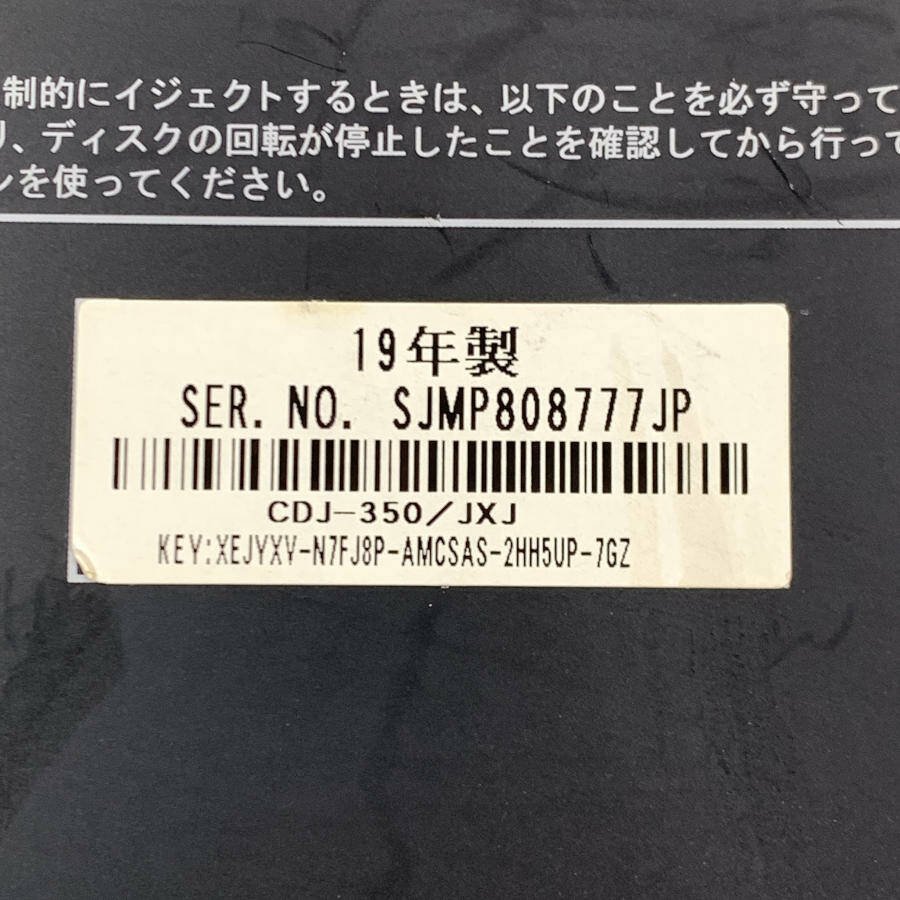 制的にイジェクトするときは、以下のことを必ず守って
、ディスクの回転が停止したことを確認してから行って
ンを使ってください。
19年製
SER. NO. SJMP808777JP
CDJ-350/JXJ
KEY:XEJYXV-N7FJ8P-AMCSAS-2HH5UP-7GZ